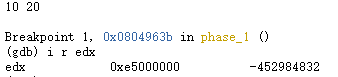 10 20
Breakpoint 1, 0x0804963b in phase_1 ()
(gdb) i r edx
edx            0xe5000000          -452984832